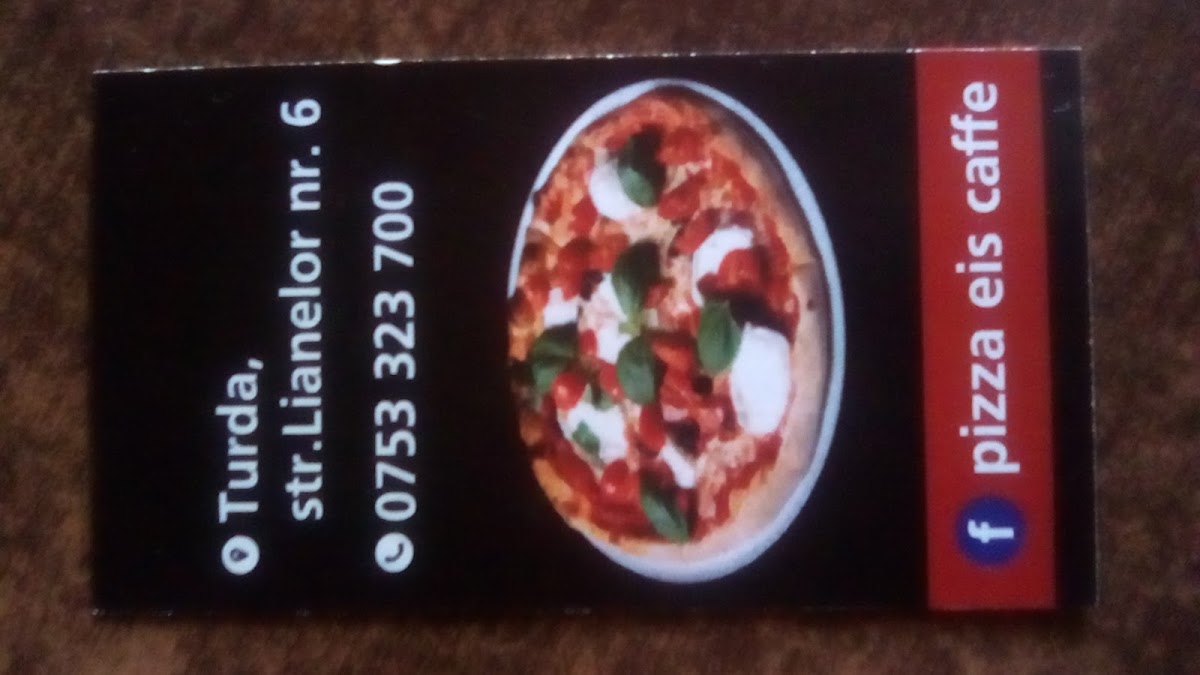 Turda,
str.Lianelor nr. 6
0753 323 700
f pizza eis caffe